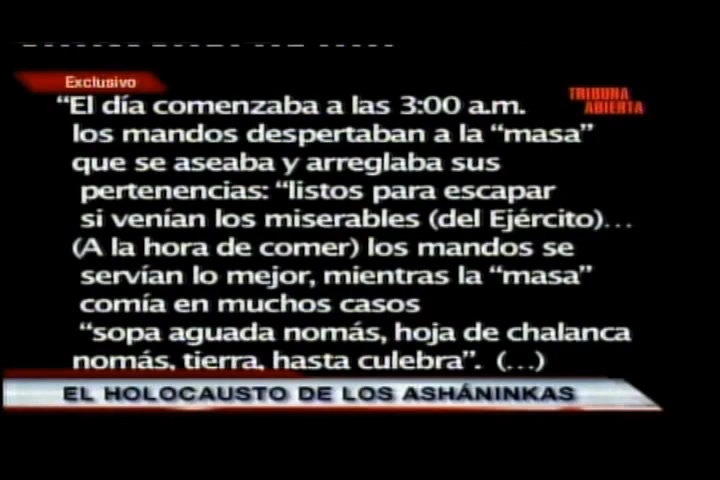 Exclusivo
TRIBUNA
ABIERTA
“El día comenzaba a las 3:00 a.m.
los mandos despertaban a la “masa”
que se aseaba y arreglaba sus
pertenencias: “listos para escapar
si venían los miserables (del Ejército)...
(A la hora de comer) los mandos se
servían lo mejor, mientras la “masa”
comía en muchos casos
“sopa aguada nomás, hoja de chalanca
nomás, tierra, hasta culebra”. (...)
EL HOLOCAUSTO DE LOS ASHÁNINKAS